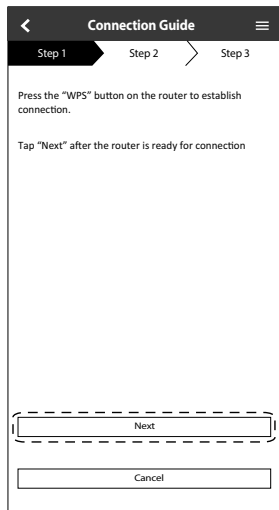 Connection Guide
Step 1 Step 2 Step 3
Press the “WPS” button on the router to establish
connection.
Tap “Next” after the router is ready for connection
Next
Cancel